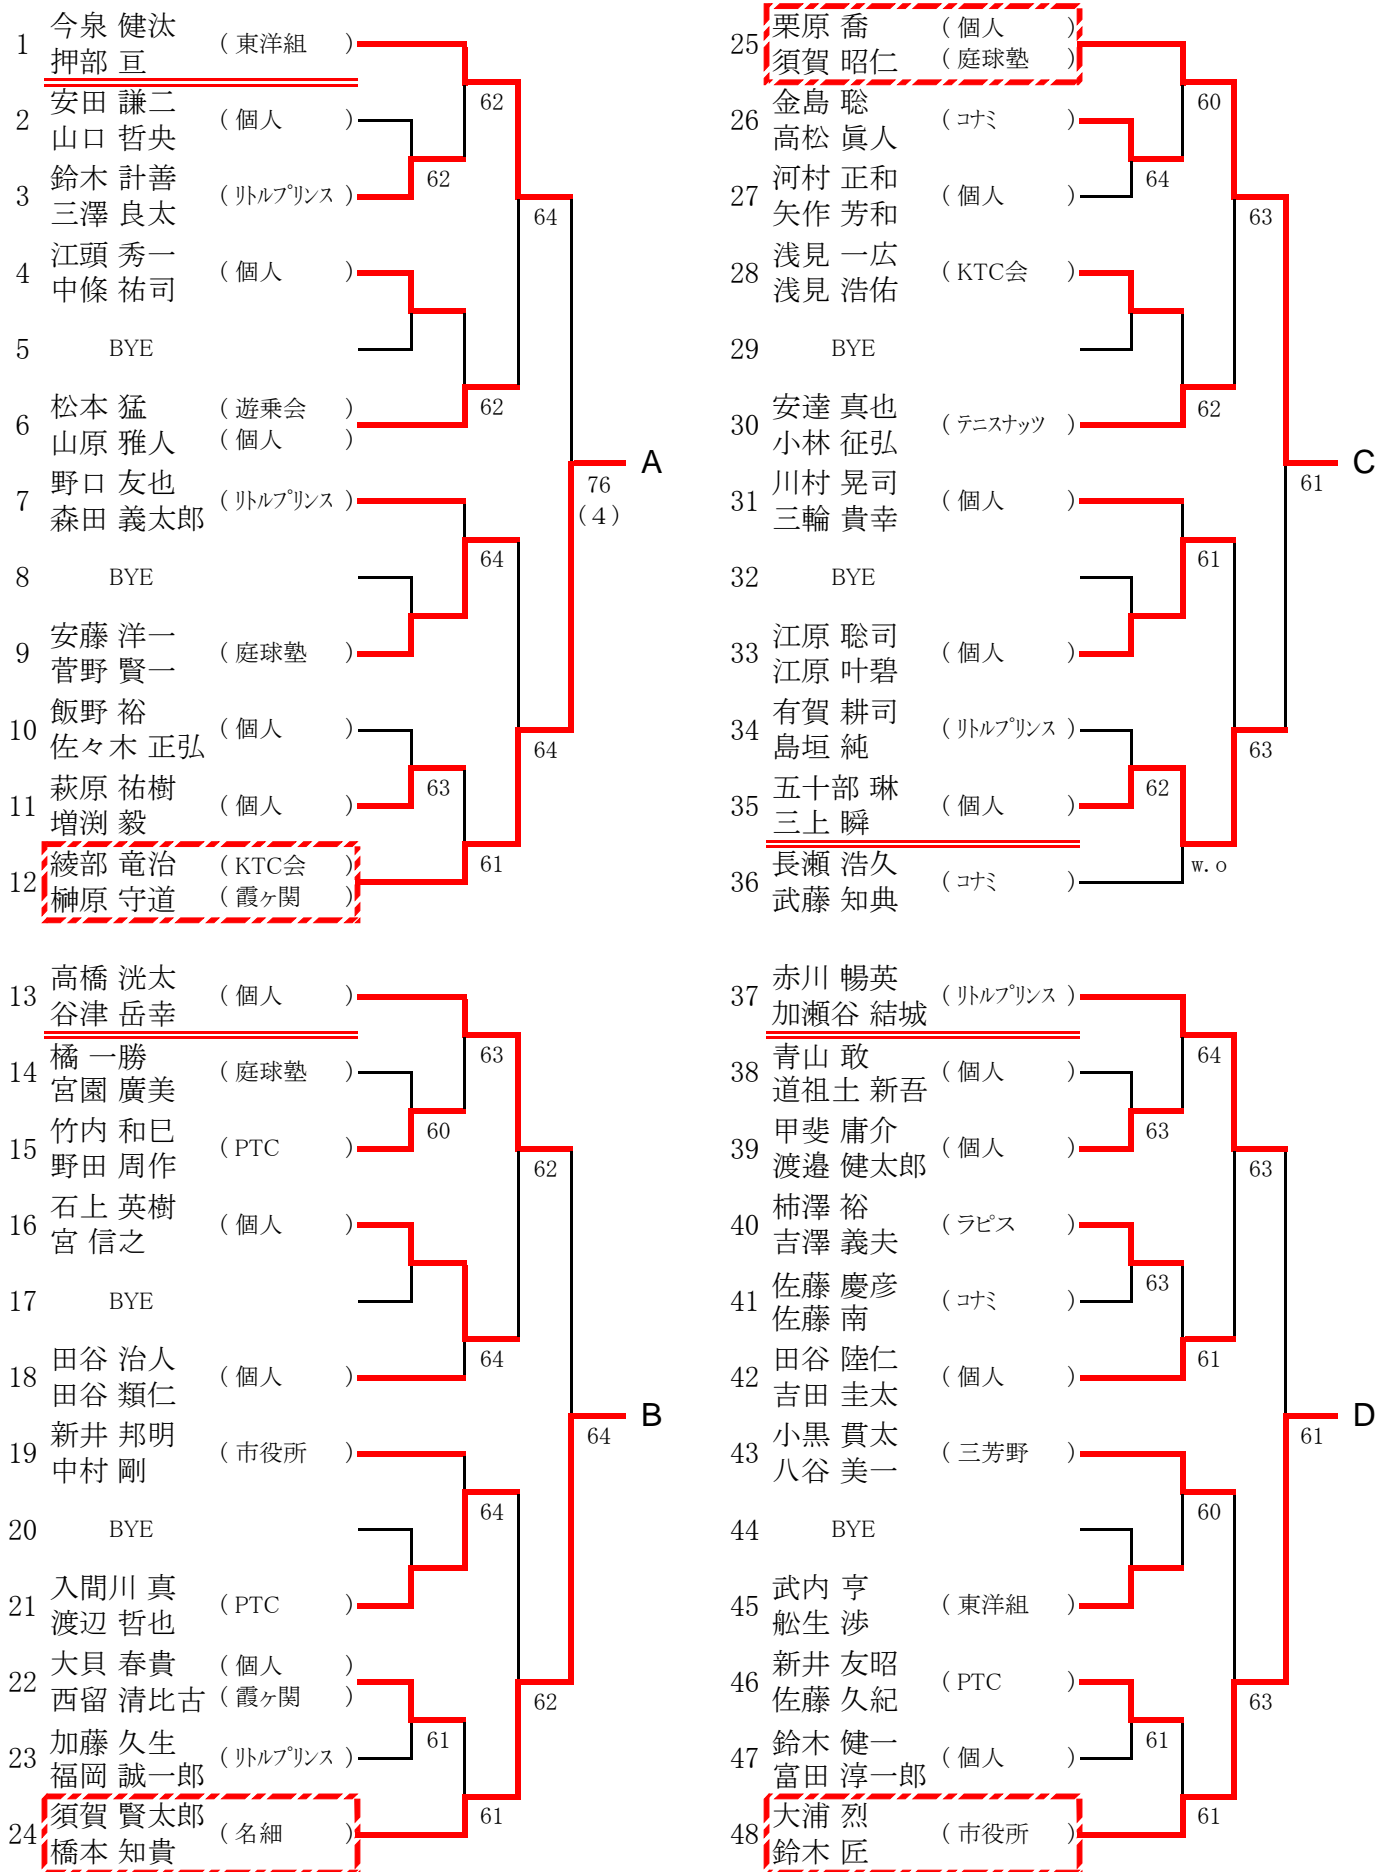 1 今泉 健汰 (東洋組)
押部 亘
2 安田 謙二 (個人)
山口 哲央
62
3 鈴木 計善 (リトルプリンス)
三澤 良太
62
64
4 江頭 秀一 (個人)
中條 祐司
5 BYE
6 松本 猛 (遊乗会)
山原 雅人 (個人)
62
A
76
(4)
7 野口 友也 (リトルプリンス)
森田 義太郎
64
8 BYE
9 安藤 洋一 (庭球塾)
菅野 賢一
10 飯野 裕 (個人)
佐々木 正弘
64
11 萩原 祐樹 (個人)
増渕 毅
63
12 綾部 竜治 (KTC会)
榊原 守道 (霞ヶ関)
61
13 高橋 洸太 (個人)
谷津 岳幸
63
14 橘 一勝 (庭球塾)
宮園 廣美
15 竹内 和巳 (PTC)
野田 周作
60
62
16 石上 英樹 (個人)
宮 信之
17 BYE
18 田谷 治人 (個人)
田谷 類仁
64
B
64
19 新井 邦明 (市役所)
中村 剛
64
20 BYE
21 入間川 真 (PTC)
渡辺 哲也
22 大貝 春貴 (個人)
西留 清比古 (霞ヶ関)
62
23 加藤 久生 (リトルプリンス)
福岡 誠一郎
61
24 須賀 賢太郎 (名細)
橋本 知貴
61
25 栗原 喬 (個人)
須賀 昭仁 (庭球塾)
60
26 金島 聡 (コナミ)
高松 眞人
27 河村 正和 (個人)
矢作 芳和
64
63
28 浅見 一広 (KTC会)
浅見 浩佑
29 BYE
30 安達 真也 (テニスナッツ)
小林 征弘
62
C
61
31 川村 晃司 (個人)
三輪 貴幸
61
32 BYE
33 江原 聡司 (個人)
江原 叶碧
34 有賀 耕司 (リトルプリンス)
島垣 純
63
35 五十部 琳 (個人)
三上 瞬
62
36 長瀬 浩久 (コナミ)
武藤 知典
w.o
37 赤川 暢英 (リトルプリンス)
加瀬谷 結城
64
38 青山 敢 (個人)
道祖土 新吾
39 甲斐 庸介 (個人)
渡邉 健太郎
63
63
40 柿澤 裕 (ラピス)
吉澤 義夫
41 佐藤 慶彦 (コナミ)
佐藤 南
63
42 田谷 陸仁 (個人)
吉田 圭太
61
D
61
43 小黒 貫太 (三芳野)
八谷 美一
60
44 BYE
45 武内 亨 (東洋組)
舩生 渉
46 新井 友昭 (PTC)
佐藤 久紀
63
47 鈴木 健一 (個人)
富田 淳一郎
61
48 大浦 烈 (市役所)
鈴木 匠
61